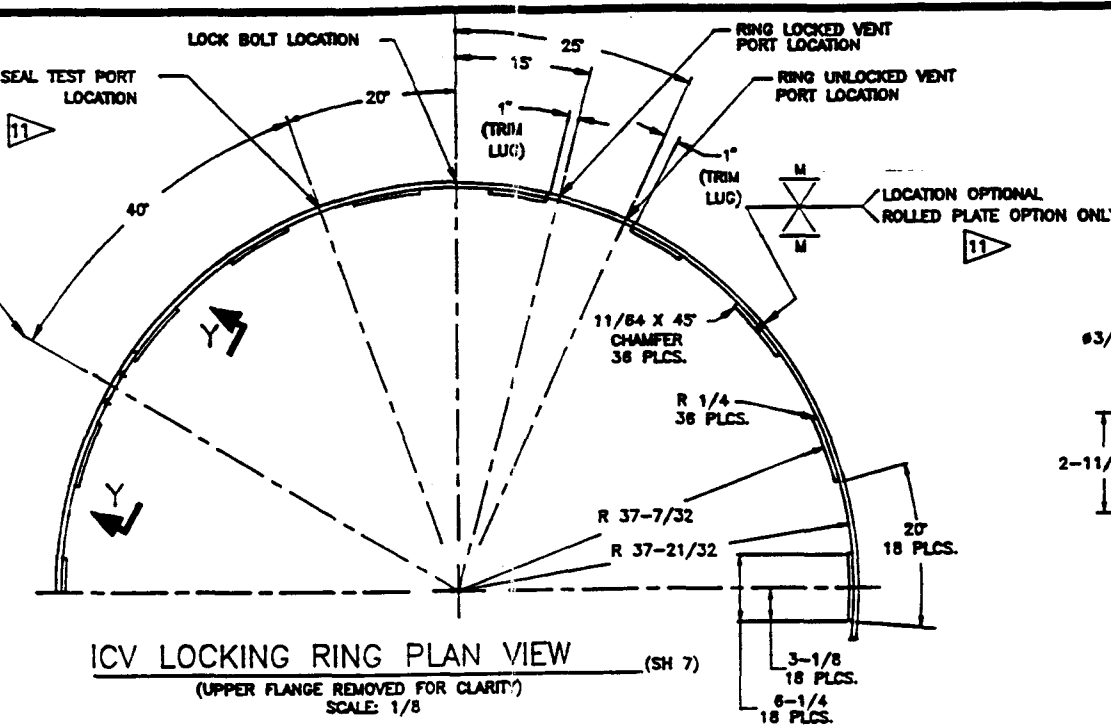 LOCK BOLT LOCATION
SEAL TEST PORT
LOCATION
11
20°
40°
25°
15°
1"
(TRIM
LUG)
RING LOCKED VENT
PORT LOCATION
RING UNLOCKED VENT
PORT LOCATION
1"
(TRIM
LUG)
M
M
LOCATION OPTIONAL
ROLLED PLATE OPTION ONLY
11
Y
Y
11/64 X 45°
CHAMFER
36 PLCS.
R 1/4
36 PLCS.
R 37-7/32
R 37-21/32
20°
18 PLCS.
ø3/
2-11/
3-1/8
18 PLCS.
6-1/4
18 PLCS.
ICV LOCKING RING PLAN VIEW
(SH 7)
(UPPER FLANGE REMOVED FOR CLARITY)
SCALE: 1/8